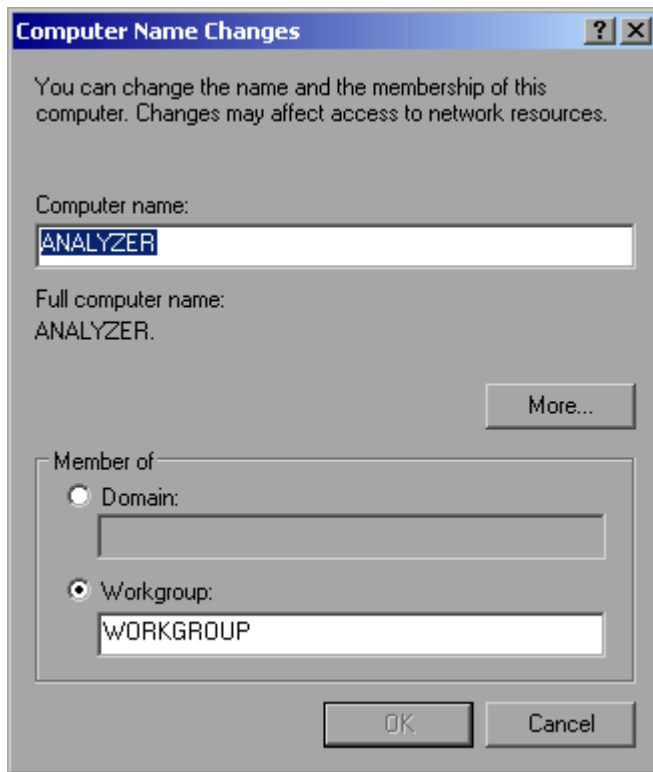 Computer Name Changes
You can change the name and the membership of this
computer. Changes may affect access to network resources.
Computer name:
ANALYZER
Full computer name:
ANALYZER.
More...
Member of
Domain:
Workgroup:
WORKGROUP
OK
Cancel